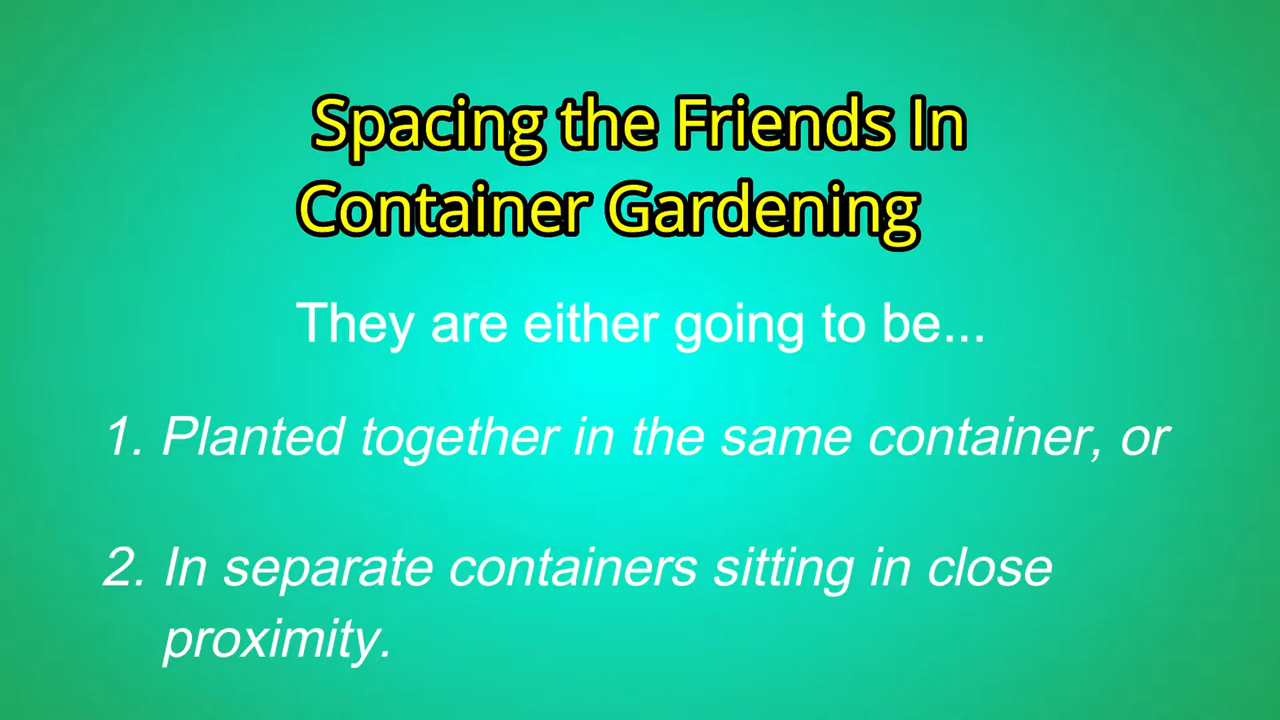 Spacing the Friends In
Container Gardening
They are either going to be...
1. Planted together in the same container, or
2. In separate containers sitting in close
proximity.